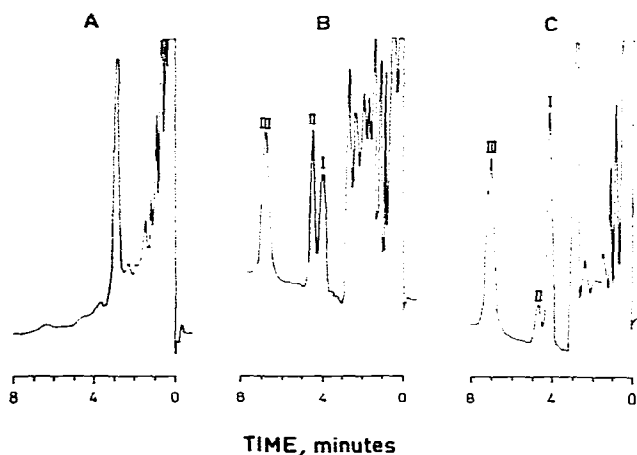 A B C
III II I
III II I
8 4 0 8 4 0 8 4 0
TIME, minutes